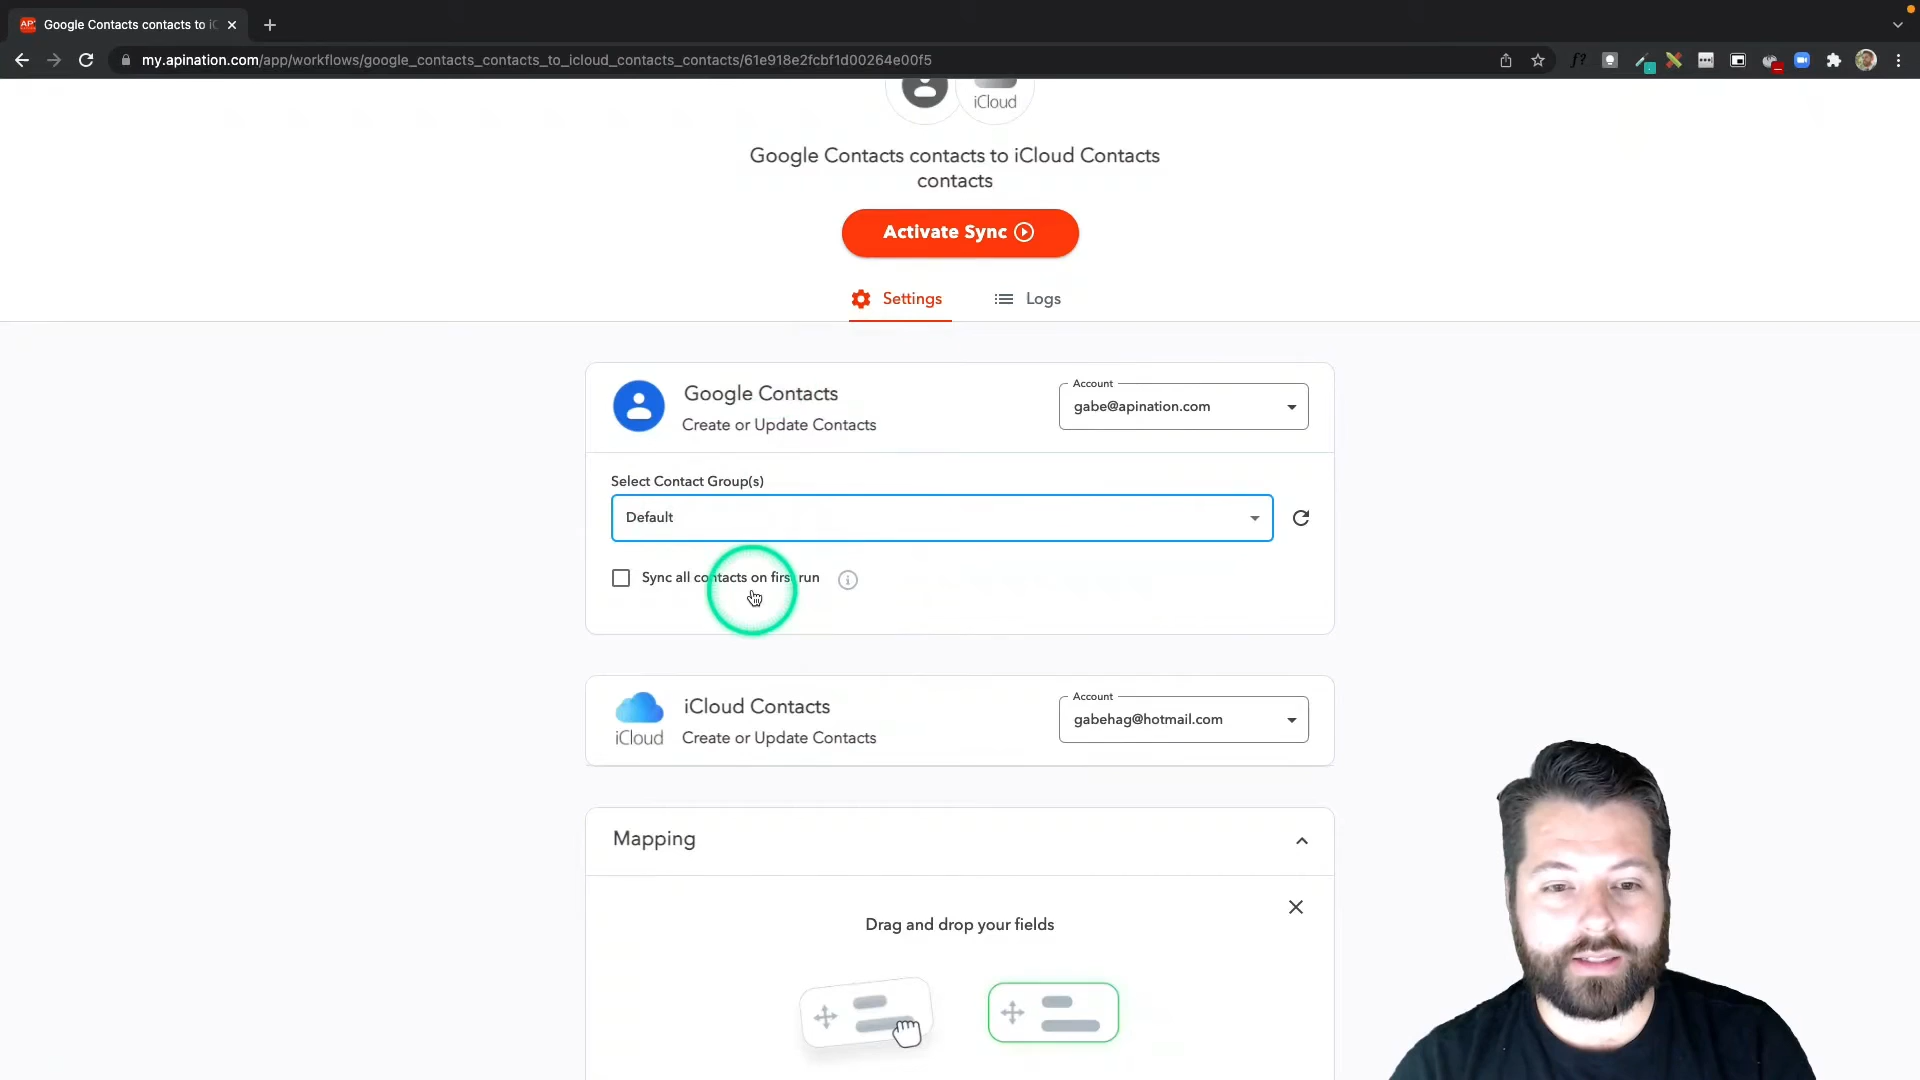 Google Contacts contacts to iC
my.apination.com/app/workflows/google_contacts_contacts_to_icloud_contacts_contacts/61e918e2fcbf1d00264e00f5
iCloud
Google Contacts contacts to iCloud Contacts
contacts
Activate Sync
Settings
Logs
Google Contacts
Create or Update Contacts
Account
gabe@apination.com
Select Contact Group(s)
Default
Sync all contacts on first run
iCloud
iCloud Contacts
Create or Update Contacts
Account
gabehag@hotmail.com
Mapping
Drag and drop your fields